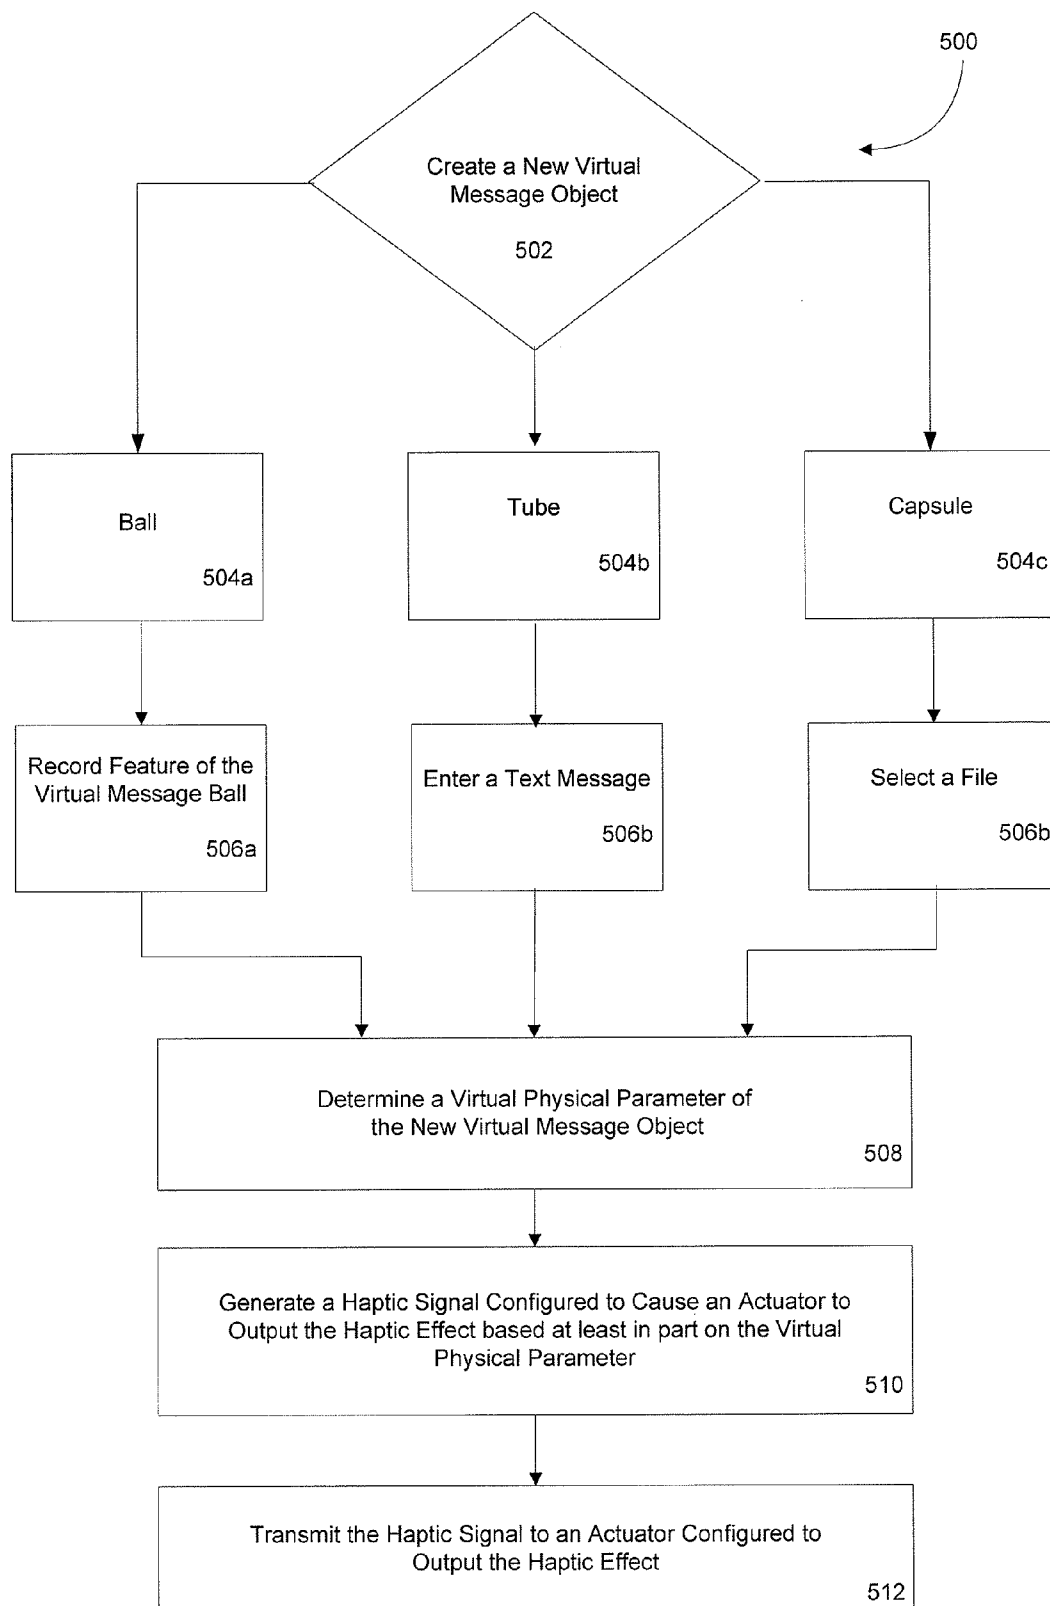 500
Create a New Virtual
Message Object
502
Ball
504a
Tube
504b
Capsule
504c
Record Feature of the
Virtual Message Ball
506a
Enter a Text Message
506b
Select a File
506b
Determine a Virtual Physical Parameter of
the New Virtual Message Object
508
Generate a Haptic Signal Configured to Cause an Actuator to
Output the Haptic Effect based at least in part on the Virtual
Physical Parameter
510
Transmit the Haptic Signal to an Actuator Configured to
Output the Haptic Effect
512